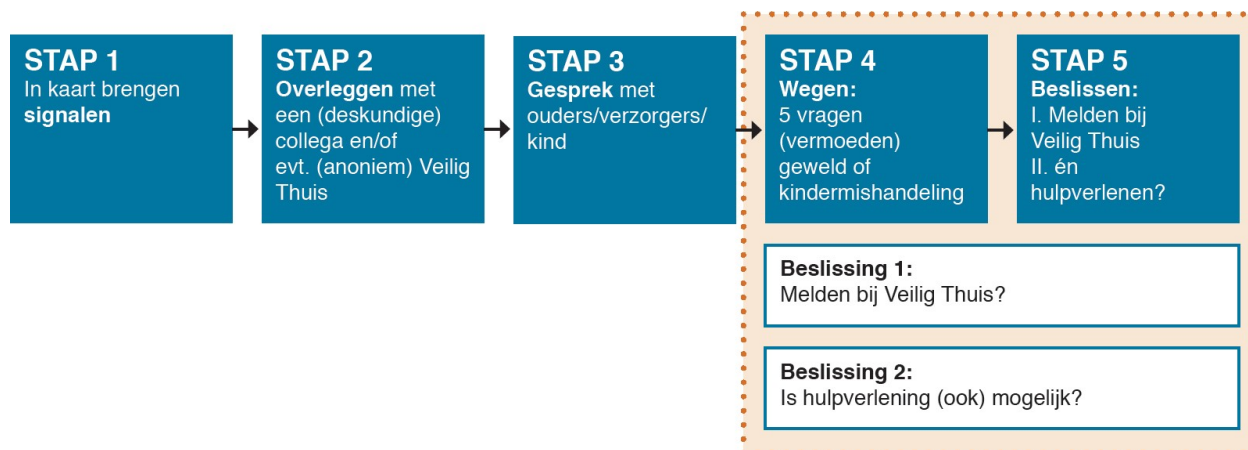 STAP 1
In kaart brengen
signalen
STAP 2
Overleggen met
een (deskundige)
collega en/of
evt. (anoniem) Veilig
Thuis
STAP 3
Gesprek met
ouders/verzorgers/
kind
STAP 4
Wegen:
5 vragen
(vermoeden)
geweld of
kindermishandeling
STAP 5
Beslissen:
I. Melden bij
Veilig Thuis
II. én
hulpverlenen?
Beslissing 1:
Melden bij Veilig Thuis?
Beslissing 2:
Is hulpverlening (ook) mogelijk?